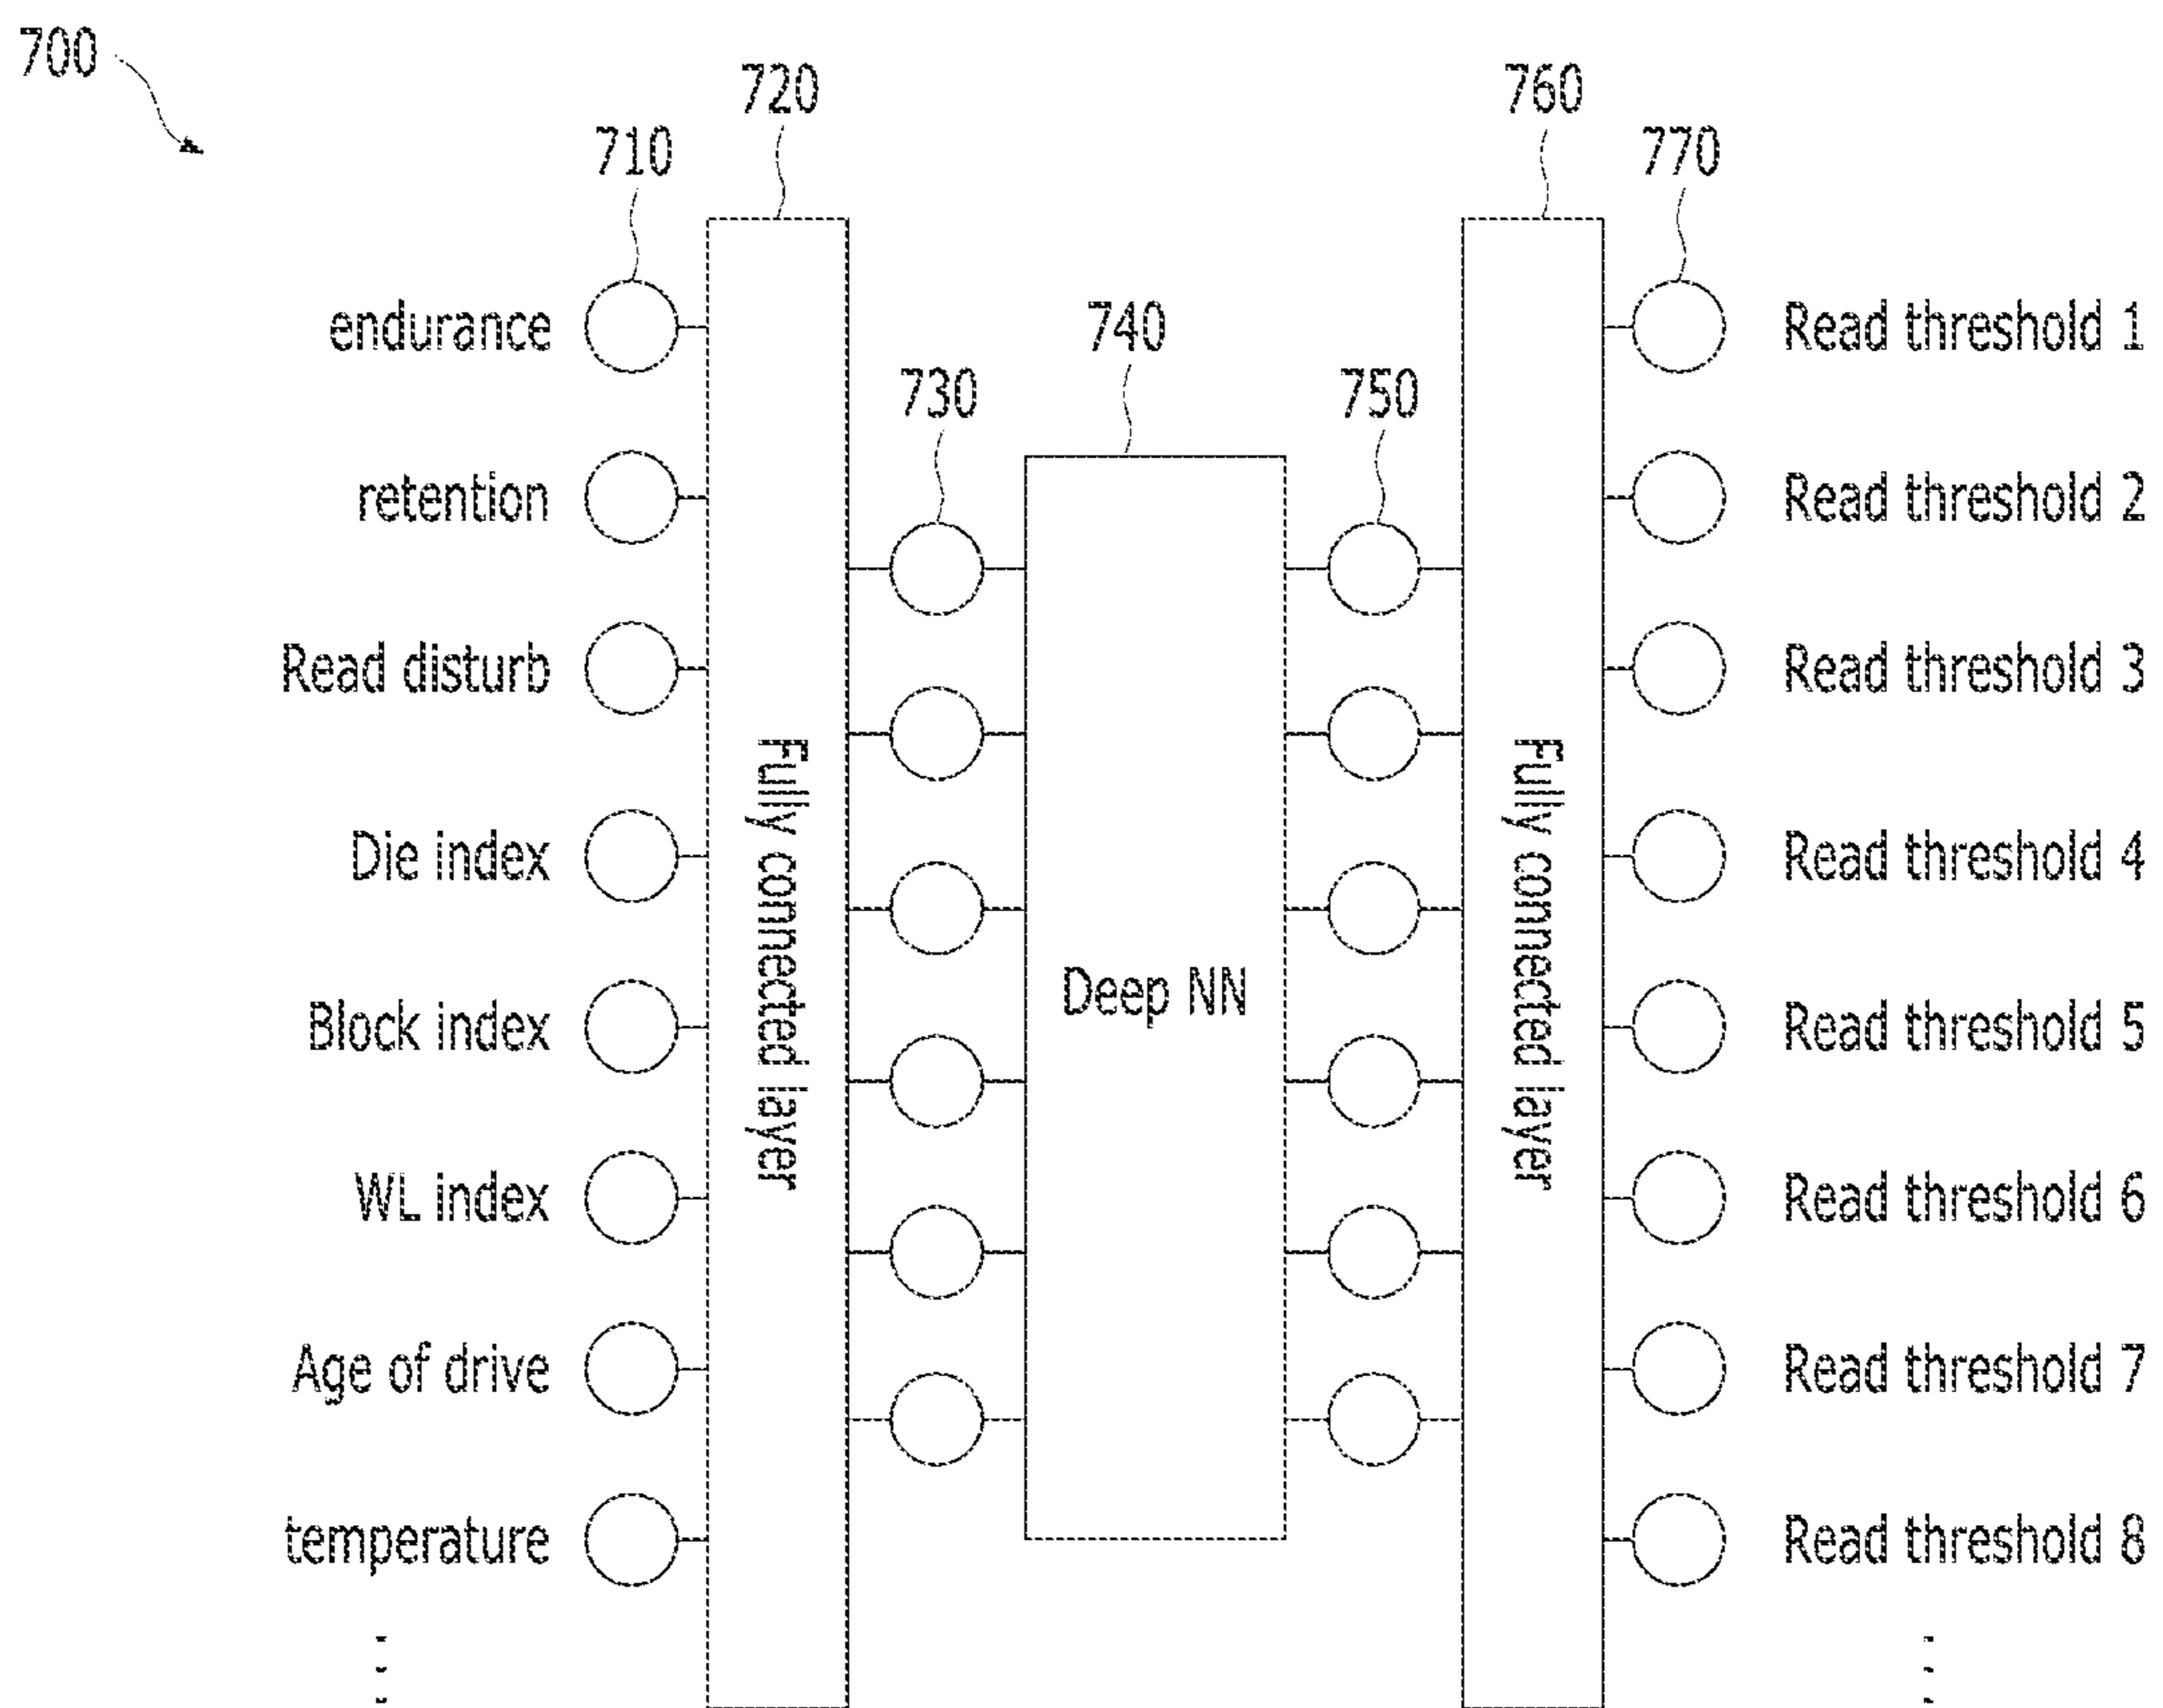 700
720
760
710
770
endurance
Read threshold 1
740
730
750
retention
Read threshold 2
Read disturb
Read threshold 3
Fully connected layer
Fully connected layer
Die index
Read threshold 4
Deep NN
Block index
Read threshold 5
WL index
Read threshold 6
Age of drive
Read threshold 7
temperature
Read threshold 8